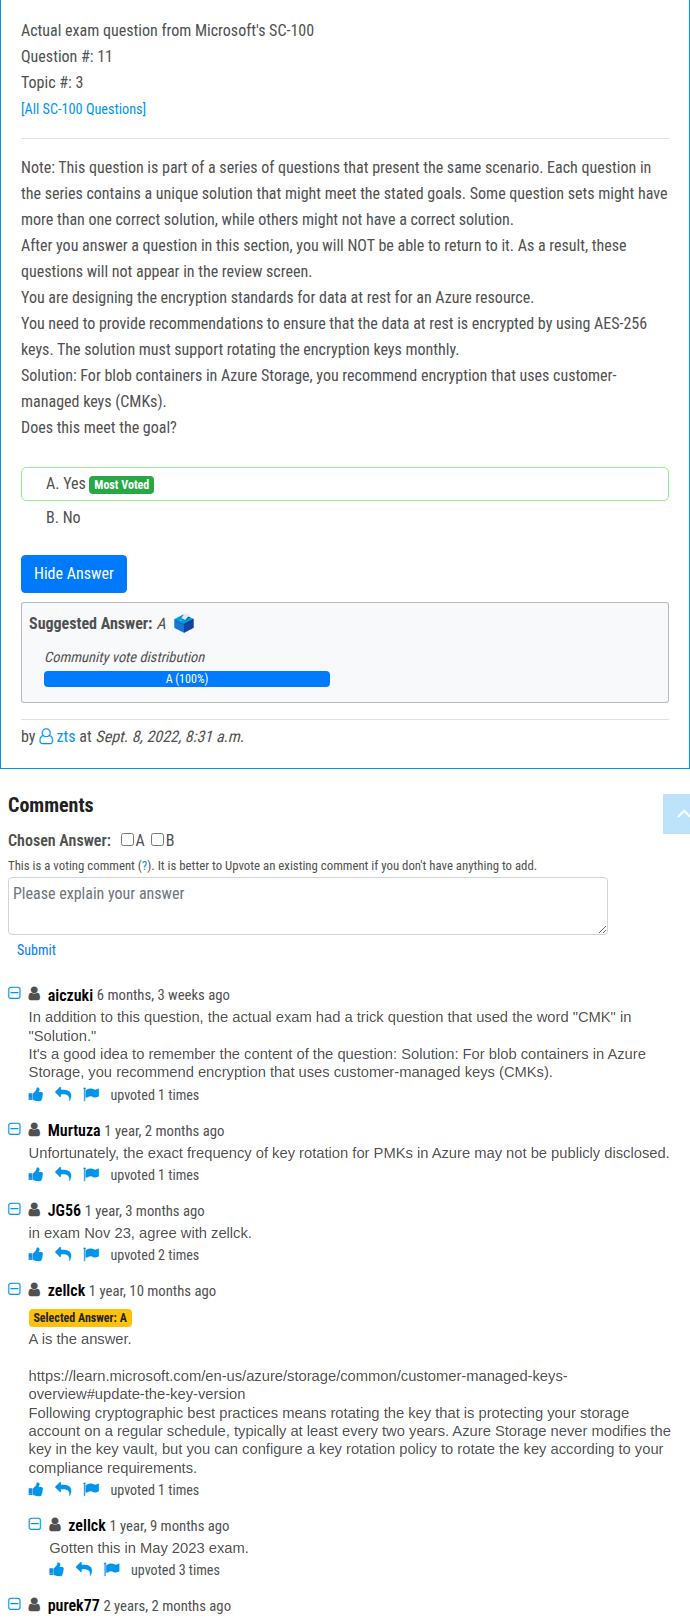 Actual exam question from Microsoft's SC-100
Question #: 11
Topic #: 3
[All SC-100 Questions]
Note: This question is part of a series of questions that present the same scenario. Each question in
the series contains a unique solution that might meet the stated goals. Some question sets might have
more than one correct solution, while others might not have a correct solution.
After you answer a question in this section, you will NOT be able to return to it. As a result, these
questions will not appear in the review screen.
You are designing the encryption standards for data at rest for an Azure resource.
You need to provide recommendations to ensure that the data at rest is encrypted by using AES-256
keys. The solution must support rotating the encryption keys monthly.
Solution: For blob containers in Azure Storage, you recommend encryption that uses customer-
managed keys (CMKs).
Does this meet the goal?
A. Yes Most Voted
B. No
Hide Answer
Suggested Answer: A
Community vote distribution
A (100%)
by zts at Sept. 8, 2022, 8:31 a.m.
Comments
Chosen Answer: A B
This is a voting comment (?). It is better to Upvote an existing comment if you don't have anything to add.
Please explain your answer
Submit
aiczuki 6 months, 3 weeks ago
In addition to this question, the actual exam had a trick question that used the word "CMK" in
"Solution."
It's a good idea to remember the content of the question: Solution: For blob containers in Azure
Storage, you recommend encryption that uses customer-managed keys (CMKs).
upvoted 1 times
Murtuza 1 year, 2 months ago
Unfortunately, the exact frequency of key rotation for PMKs in Azure may not be publicly disclosed.
upvoted 1 times
JG56 1 year, 3 months ago
in exam Nov 23, agree with zellck.
upvoted 2 times
zellck 1 year, 10 months ago
Selected Answer: A
A is the answer.
https://learn.microsoft.com/en-us/azure/storage/common/customer-managed-keys-
overview#update-the-key-version
Following cryptographic best practices means rotating the key that is protecting your storage
account on a regular schedule, typically at least every two years. Azure Storage never modifies the
key in the key vault, but you can configure a key rotation policy to rotate the key according to your
compliance requirements.
upvoted 1 times
zellck 1 year, 9 months ago
Gotten this in May 2023 exam.
upvoted 3 times
purek77 2 years, 2 months ago